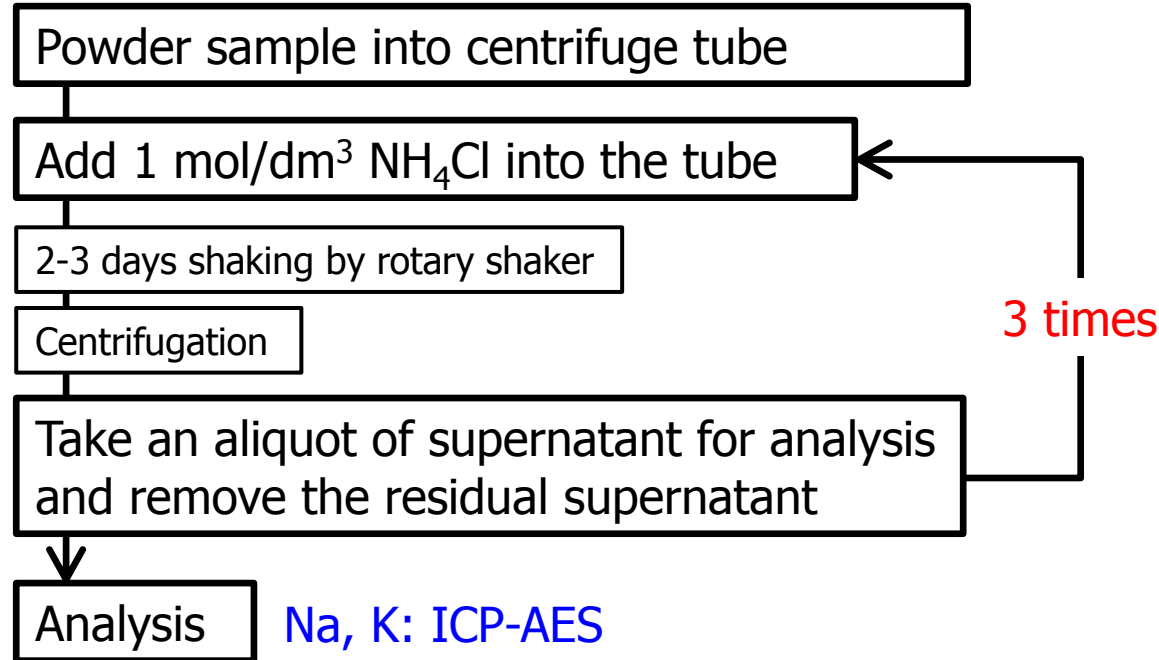 Powder sample into centrifuge tube
Add 1 mol/dm³ NH₄Cl into the tube
2-3 days shaking by rotary shaker
Centrifugation
3 times
Take an aliquot of supernatant for analysis
and remove the residual supernatant
Analysis
Na, K: ICP-AES